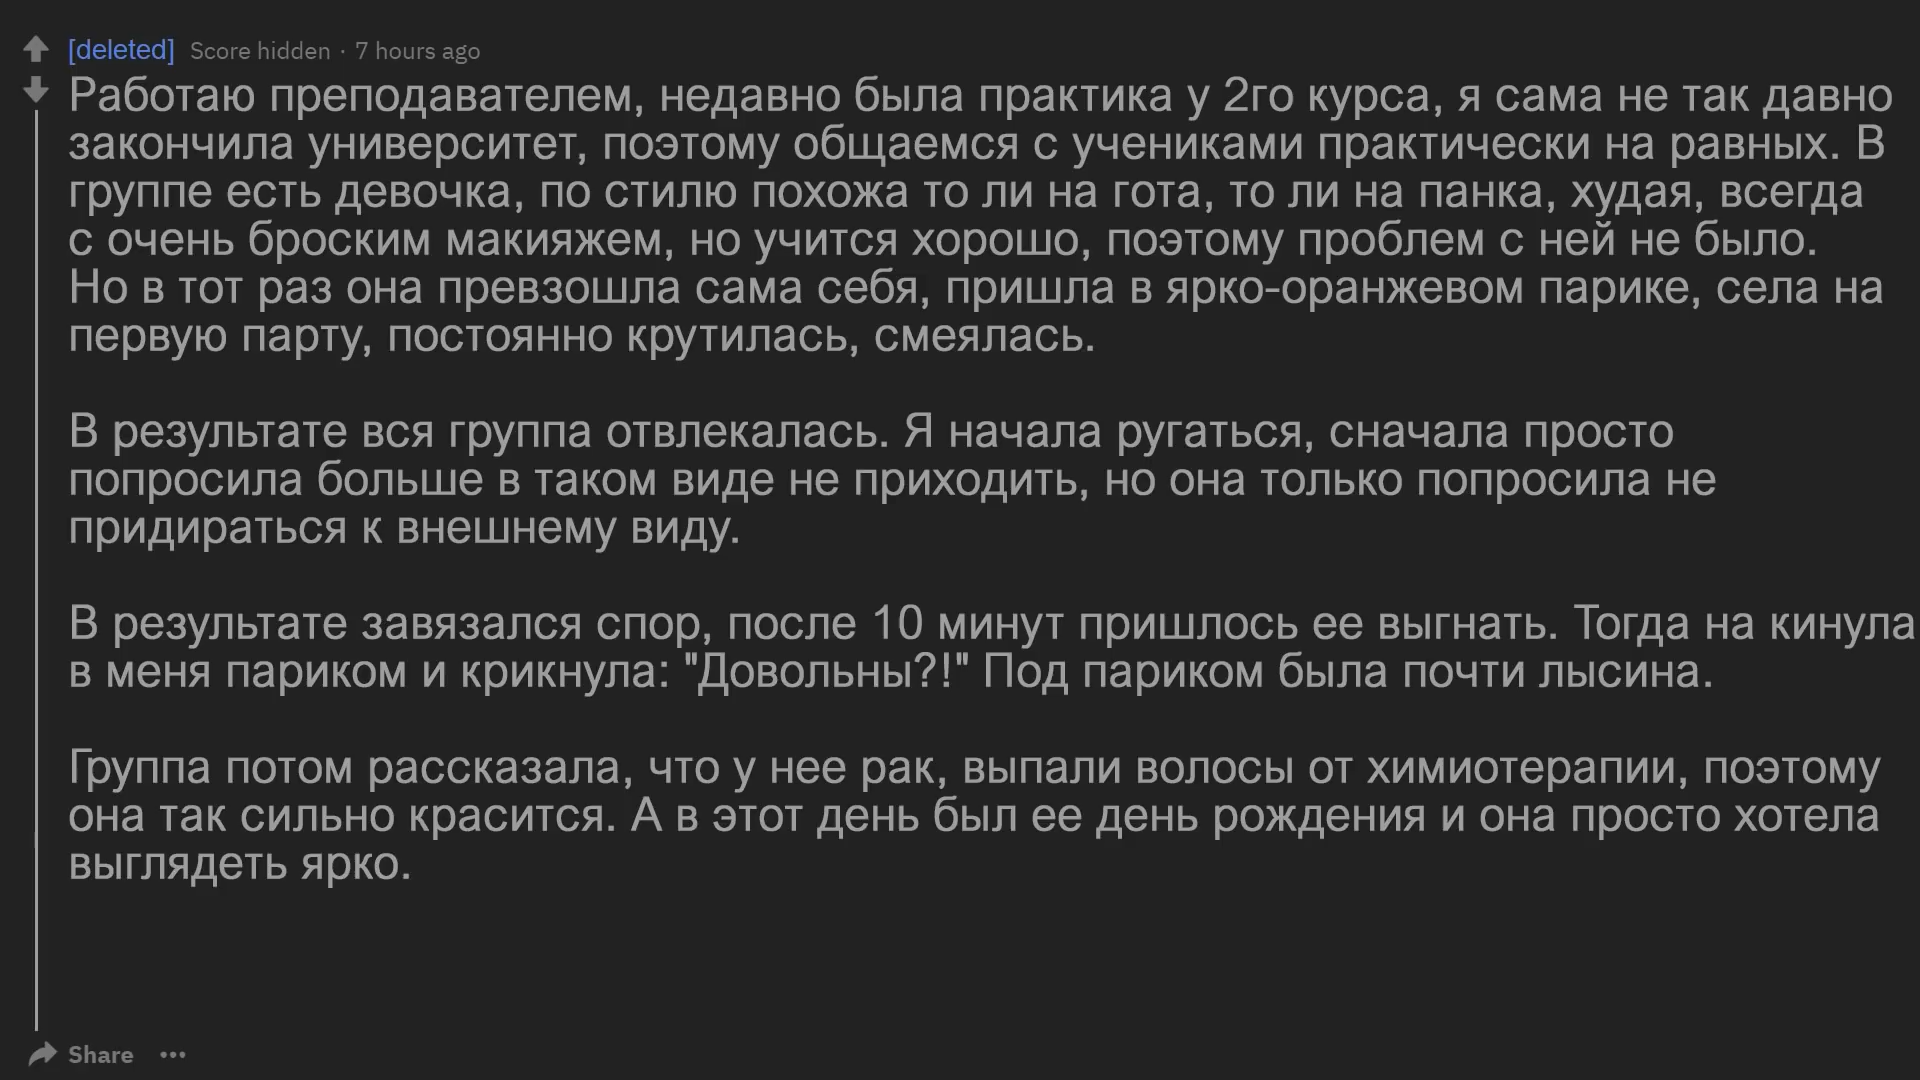 [deleted] Score hidden · 7 hours ago
Работаю преподавателем, недавно была практика у 2го курса, я сама не так давно
закончила университет, поэтому общаемся с учениками практически на равных. В
группе есть девочка, по стилю похожа то ли на гота, то ли на панка, худая, всегда
с очень броским макияжем, но учится хорошо, поэтому проблем с ней не было.
Но в тот раз она превзошла сама себя, пришла в ярко-оранжевом парике, села на
первую парту, постоянно крутилась, смеялась.
В результате вся группа отвлекалась. Я начала ругаться, сначала просто
попросила больше в таком виде не приходить, но она только попросила не
придираться к внешнему виду.
В результате завязался спор, после 10 минут пришлось ее выгнать. Тогда на кинула
в меня париком и крикнула: "Довольны?!" Под париком была почти лысина.
Группа потом рассказала, что у нее рак, выпали волосы от химиотерапии, поэтому
она так сильно красится. А в этот день был ее день рождения и она просто хотела
выглядеть ярко.
Share ···